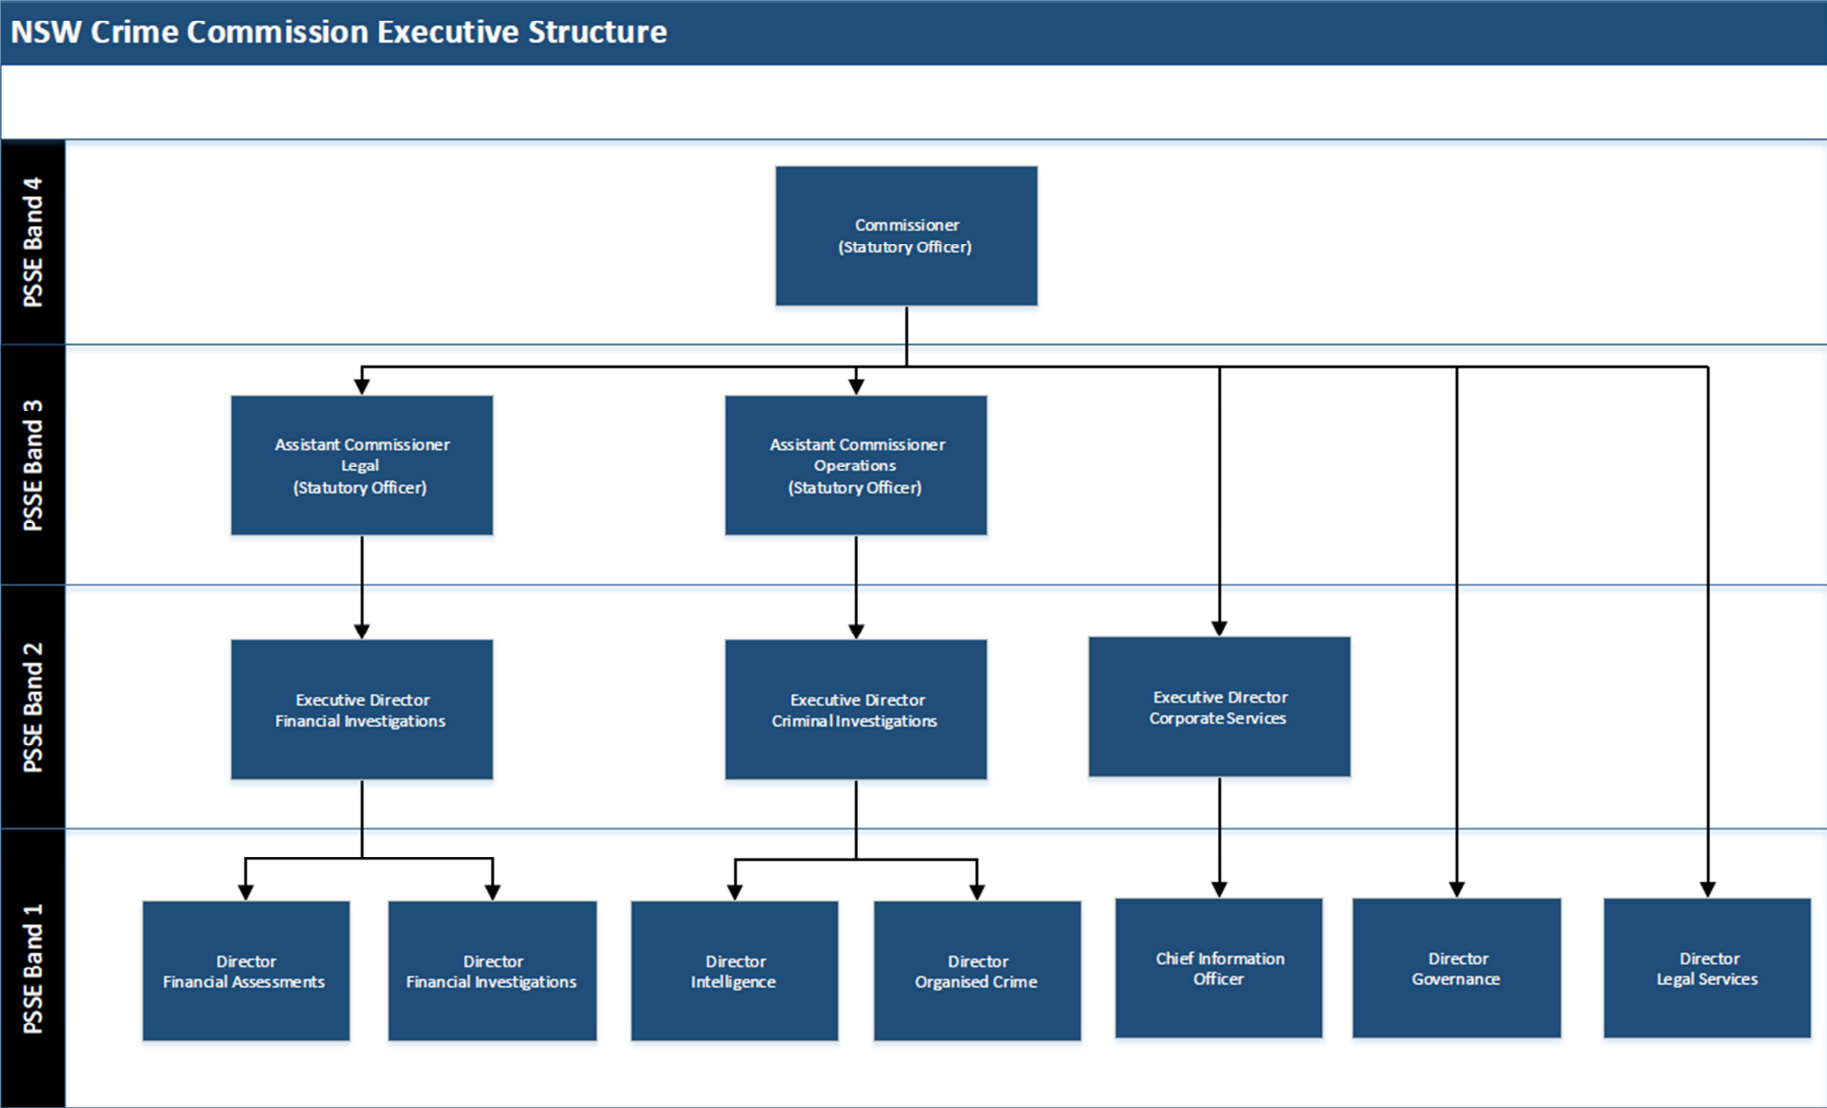 NSW Crime Commission Executive Structure
PSSE Band 4
Commissioner
(Statutory Officer)
PSSE Band 3
Assistant Commissioner
Legal
(Statutory Officer)
Assistant Commissioner
Operations
(Statutory Officer)
PSSE Band 2
Executive Director
Financial Investigations
Executive Director
Criminal Investigations
Executive DIrector
Corporate Services
PSSE Band 1
Director
Financial Assessments
Director
Financial Investigations
Director
Intelligence
Director
Organised Crime
Chief Information
Officer
Director
Governance
Director
Legal Services